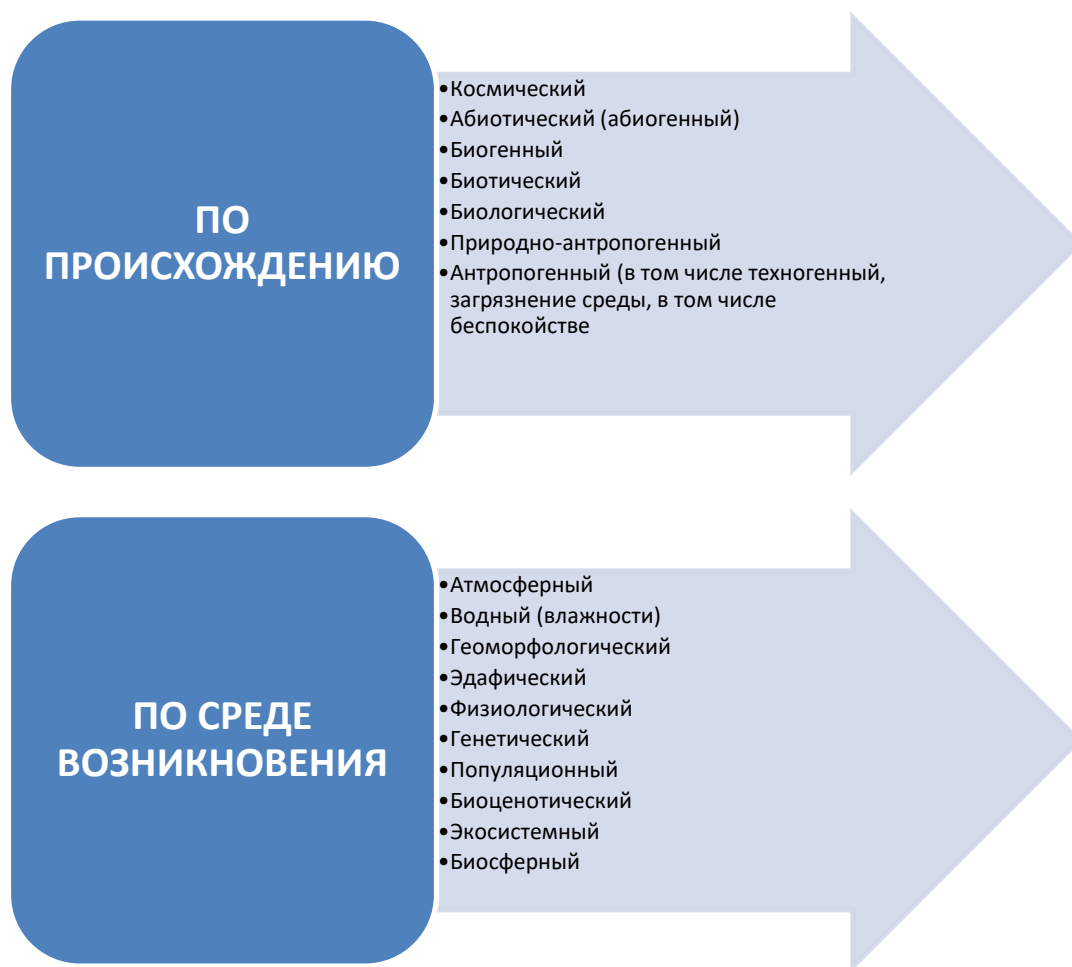 ПО
ПРОИСХОЖДЕНИЮ
•Космический
•Абиотический (абиогенный)
•Биогенный
•Биотический
•Биологический
•Природно-антропогенный
•Антропогенный (в том числе техногенный,
загрязнение среды, в том числе
беспокойстве
ПО СРЕДЕ
ВОЗНИКНОВЕНИЯ
•Атмосферный
•Водный (влажности)
•Геоморфологический
•Эдафический
•Физиологический
•Генетический
•Популяционный
•Биоценотический
•Экосистемный
•Биосферный